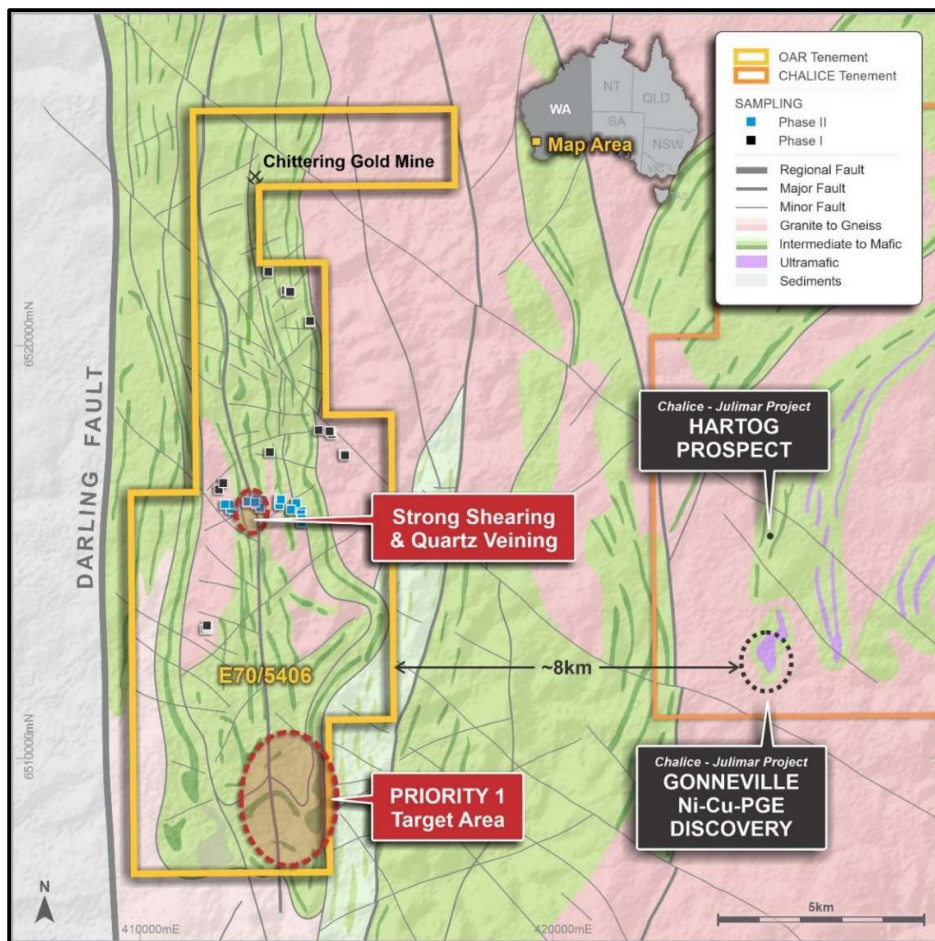 OAR Tenement
CHALICE Tenement
SAMPLING
Phase II
Phase I
Regional Fault
Major Fault
Minor Fault
Granite to Gneiss
Intermediate to Mafic
Ultramafic
Sediments
WA
NT
QLD
SA
NSW
VIC
TAS
Map Area
Chittering Gold Mine
6520000mN
DARLING FAULT
Chalice - Julimar Project
HARTOG
PROSPECT
Strong Shearing
& Quartz Veining
E70/5406
~8km
6510000mN
PRIORITY 1
Target Area
Chalice - Julimar Project
GONNEVILLE
Ni-Cu-PGE
DISCOVERY
N
410000mE
420000mE
5km